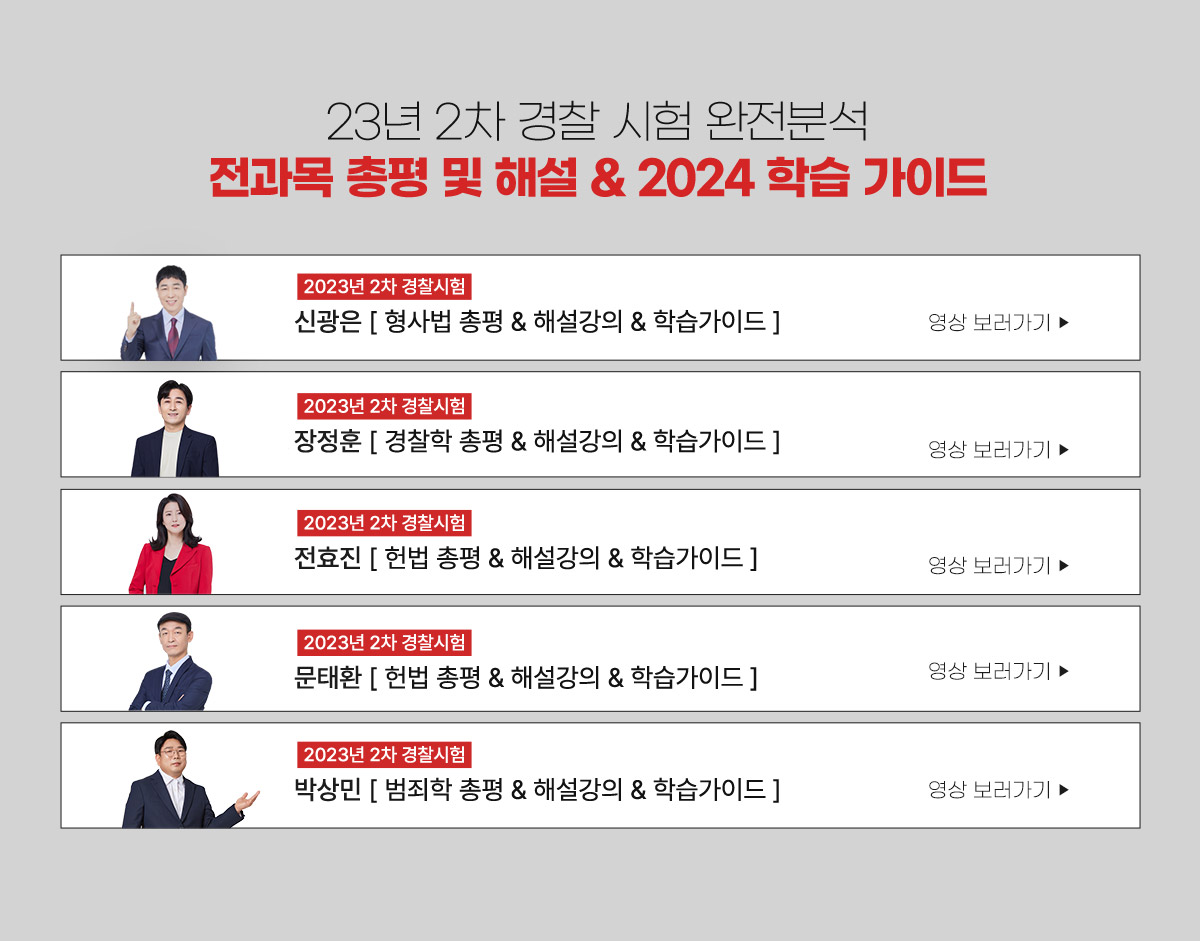 23년 2차 경찰 시험 완전분석
전과목 총평 및 해설 & 2024 학습 가이드
2023년 2차 경찰시험
신광은 [ 형사법 총평 & 해설강의 & 학습가이드 ]
영상 보러가기 ▶
2023년 2차 경찰시험
장정훈 [ 경찰학 총평 & 해설강의 & 학습가이드 ]
영상 보러가기 ▶
2023년 2차 경찰시험
전효진 [ 헌법 총평 & 해설강의 & 학습가이드 ]
영상 보러가기 ▶
2023년 2차 경찰시험
문태환 [ 헌법 총평 & 해설강의 & 학습가이드 ]
영상 보러가기 ▶
2023년 2차 경찰시험
박상민 [ 범죄학 총평 & 해설강의 & 학습가이드 ]
영상 보러가기 ▶